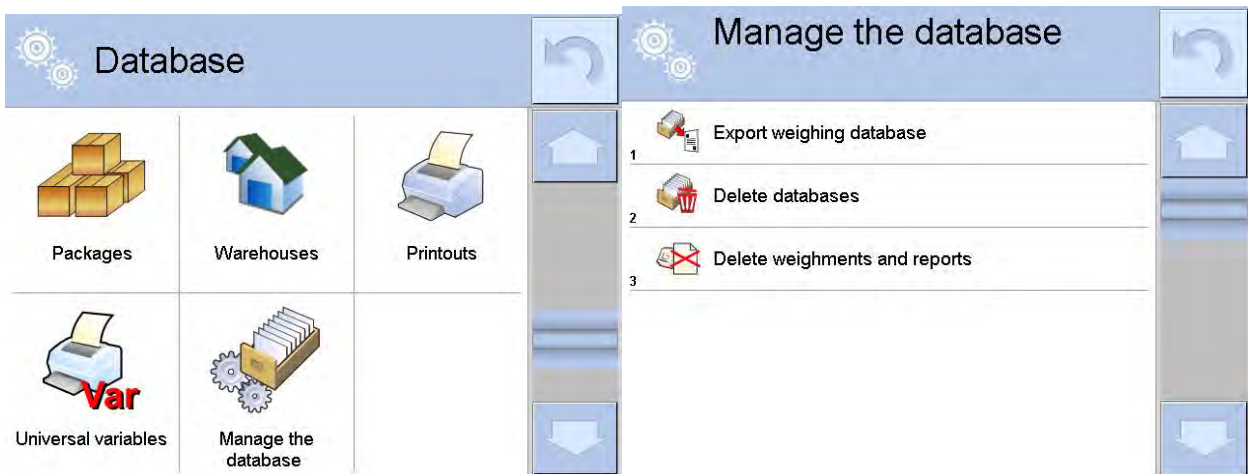 Database
Packages
Warehouses
Printouts
Var
Universal variables
Manage the
database
Manage the database
1
Export weighing database
2
Delete databases
3
Delete weighments and reports